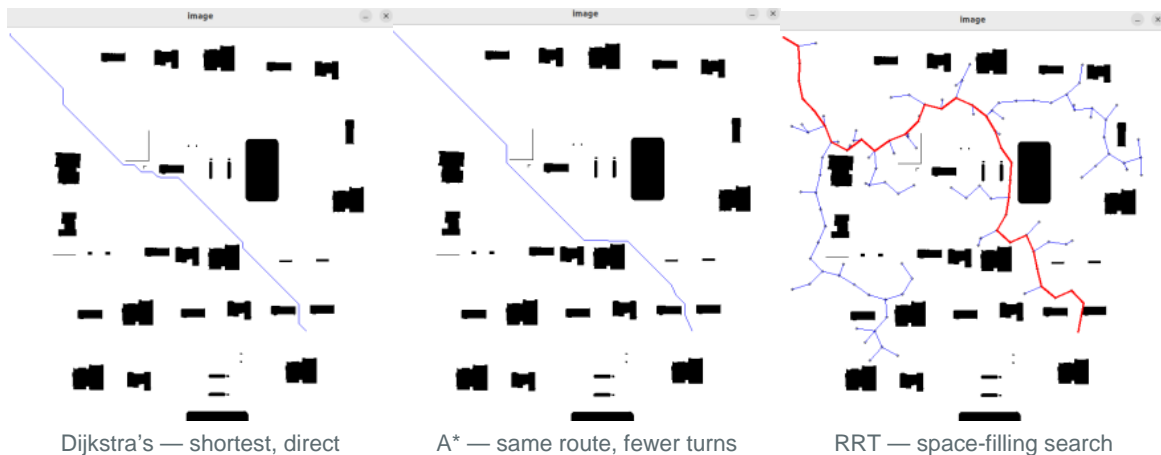 image
image
image
Dijkstra's — shortest, direct
A* — same route, fewer turns
RRT — space-filling search